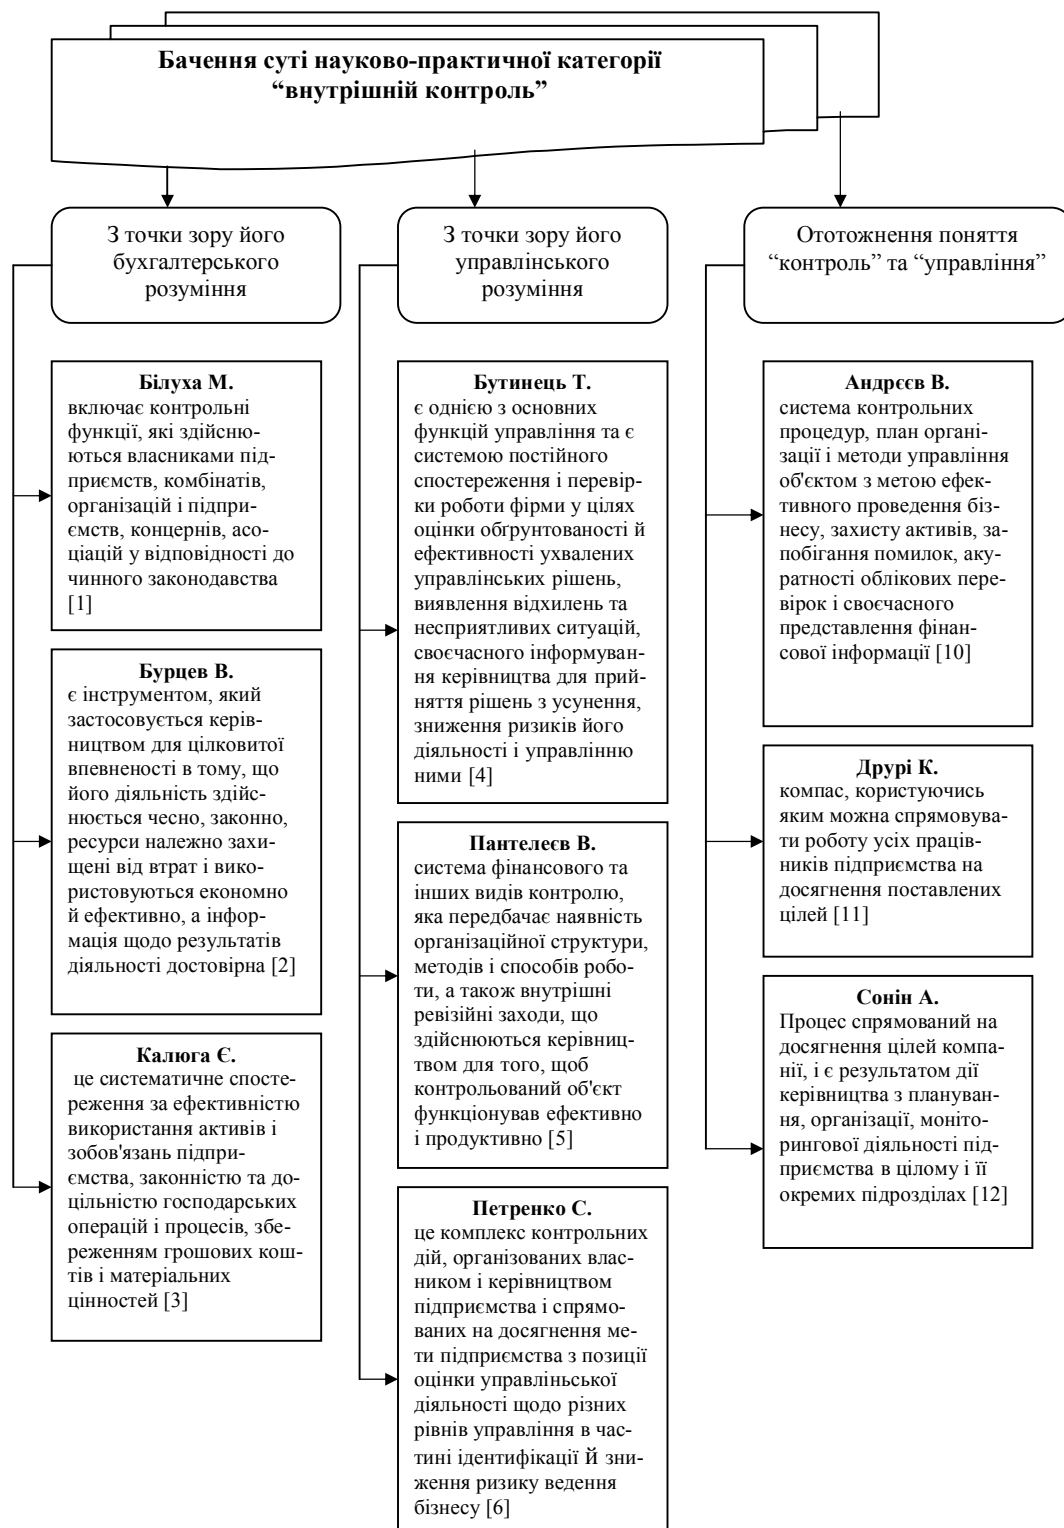 Бачення суті науково-практичної категорії
“внутрішній контроль”
З точки зору його
бухгалтерського
розуміння
Білуха М.
включає контрольні
функції, які здійсню-
ються власниками під-
приємств, комбінатів,
організацій і підпри-
ємств, концернів, асо-
ціацій у відповідності до
чинного законодавства
[1]
Бурцев В.
є інструментом, який
застосовується керів-
ництвом для цілковитої
впевненості в тому, що
його діяльність здійс-
нюється чесно, законно,
ресурси належно захи-
щені від втрат і вико-
ристовуються економно
й ефективно, а інфор-
мація щодо результатів
діяльності достовірна [2]
Калюга Є.
це систематичне спосте-
реження за ефективністю
використання активів і
зобов'язань підпри-
ємства, законністю та до-
цільністю господарських
операцій і процесів, збе-
реженням грошових кош-
тів і матеріальних
цінностей [3]
З точки зору його
управлінського
розуміння
Бутинець Т.
є однією з основних
функцій управління та є
системою постійного
спостереження і перевір-
ки роботи фірми у цілях
оцінки обґрунтованості й
ефективності ухвалених
управлінських рішень,
виявлення відхилень та
несприятливих ситуацій,
своєчасного інформуван-
ня керівництва для прий-
няття рішень з усунення,
зниження ризиків його
діяльності і управлінню
ними [4]
Пантелеєв В.
система фінансового та
інших видів контролю,
яка передбачає наявність
організаційної структури,
методів і способів робо-
ти, а також внутрішні
ревізійні заходи, що
здійснюються керівниц-
твом для того, щоб
контрольований об'єкт
функціонував ефективно
і продуктивно [5]
Петренко С.
це комплекс контрольних
дій, організованих влас-
ником і керівництвом
підприємства і спрямо-
ваних на досягнення ме-
ти підприємства з позиції
оцінки управліньської
діяльності щодо різних
рівнів управління в час-
тині ідентифікації й зни-
ження ризику ведення
бізнесу [6]
Ототожнення поняття
“контроль” та “управління”
Андрєєв В.
система контрольних
процедур, план органі-
зації і методи управління
об'єктом з метою ефек-
тивного проведення біз-
несу, захисту активів, за-
побігання помилок, аку-
ратності облікових пере-
вірок і своєчасного
представлення фінан-
сової інформації [10]
Друрі К.
компас, користуючись
яким можна спрямовува-
ти роботу усіх праців-
ників підприємства на
досягнення поставлених
цілей [11]
Сонін А.
Процес спрямований на
досягнення цілей компа-
нії, і є результатом дії
керівництва з плануван-
ня, організації, моніто-
рингової діяльності під-
приємства в цілому і її
окремих підрозділах [12]